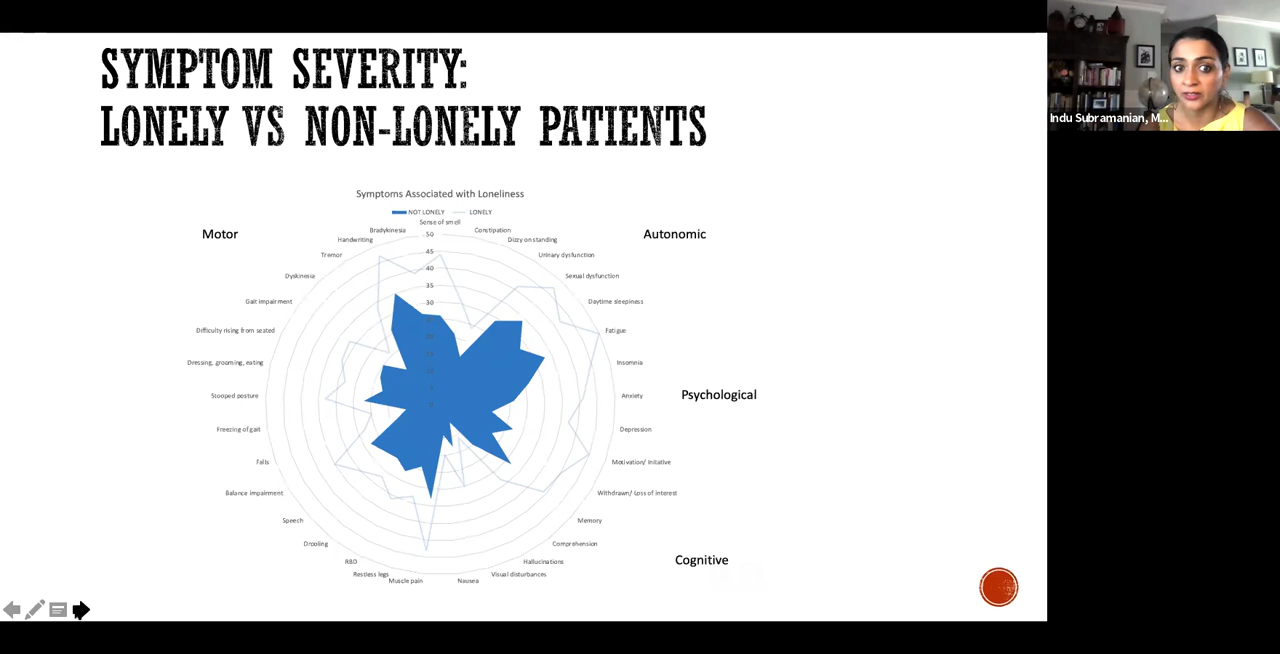 SYMPTOM SEVERITY:
LONELY VS NON-LONELY PATIENTS
Indu Subramanian, M...
Symptoms Associated with Loneliness
NOT LONELY LONELY
Motor
Autonomic
Psychological
Cognitive
Sense of smell
Constipation
Dizzy on standing
Urinary dysfunction
Sexual dysfunction
Daytime sleepiness
Fatigue
Insomnia
Anxiety
Depression
Motivation/ Initative
Withdrawn/ Loss of interest
Memory
Comprehension
Hallucinations
Visual disturbances
Nausea
Muscle pain
Restless legs
RBD
Drooling
Speech
Balance impairment
Falls
Freezing of gait
Stooped posture
Dressing, grooming, eating
Difficulty rising from seated
Gait impairment
Dyskinesia
Tremor
Handwriting
Bradykinesia
50
45
40
35
30